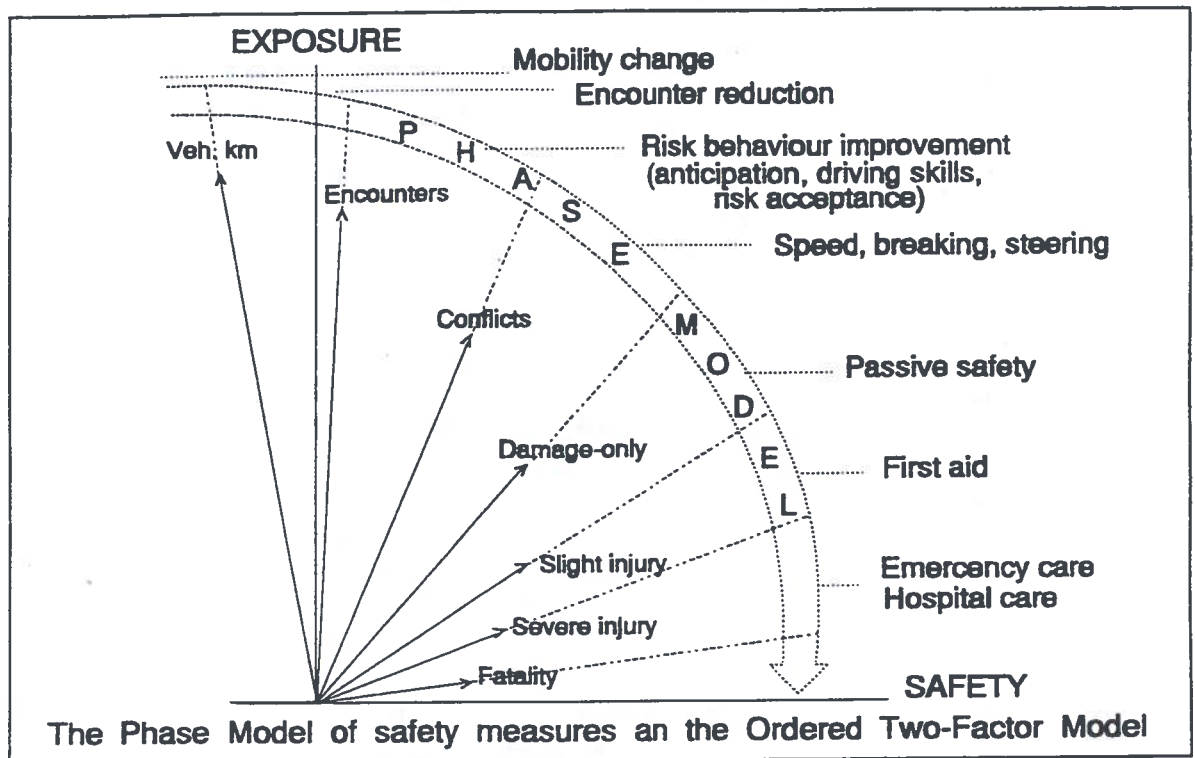 EXPOSURE
Mobility change
Encounter reduction
P
H
A
S
E
M
O
D
E
L
Veh. km
Encounters
Risk behaviour improvement
(anticipation, driving skills,
risk acceptance)
Speed, breaking, steering
Conflicts
Passive safety
Damage-only
First aid
Slight injury
Emercency care
Hospital care
Severe injury
Fatality
SAFETY
The Phase Model of safety measures an the Ordered Two-Factor Model